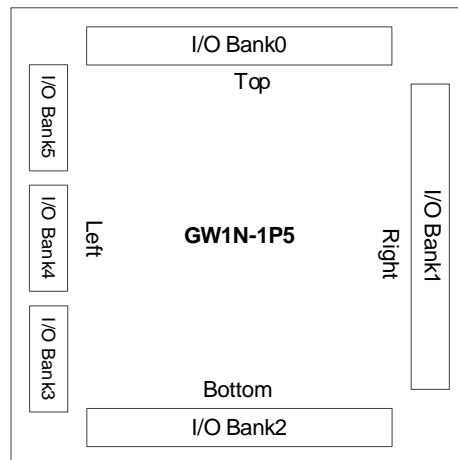 I/O Bank0
Top
I/O Bank5
I/O Bank4
I/O Bank3
Left
GW1N-1P5
Right
I/O Bank1
Bottom
I/O Bank2